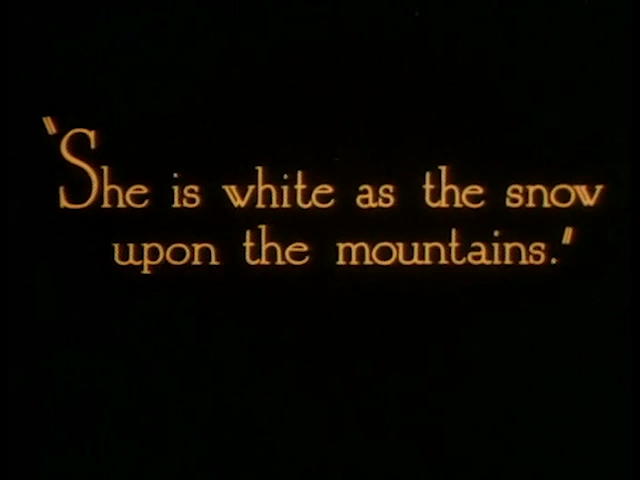 "She is white as the snow
upon the mountains."